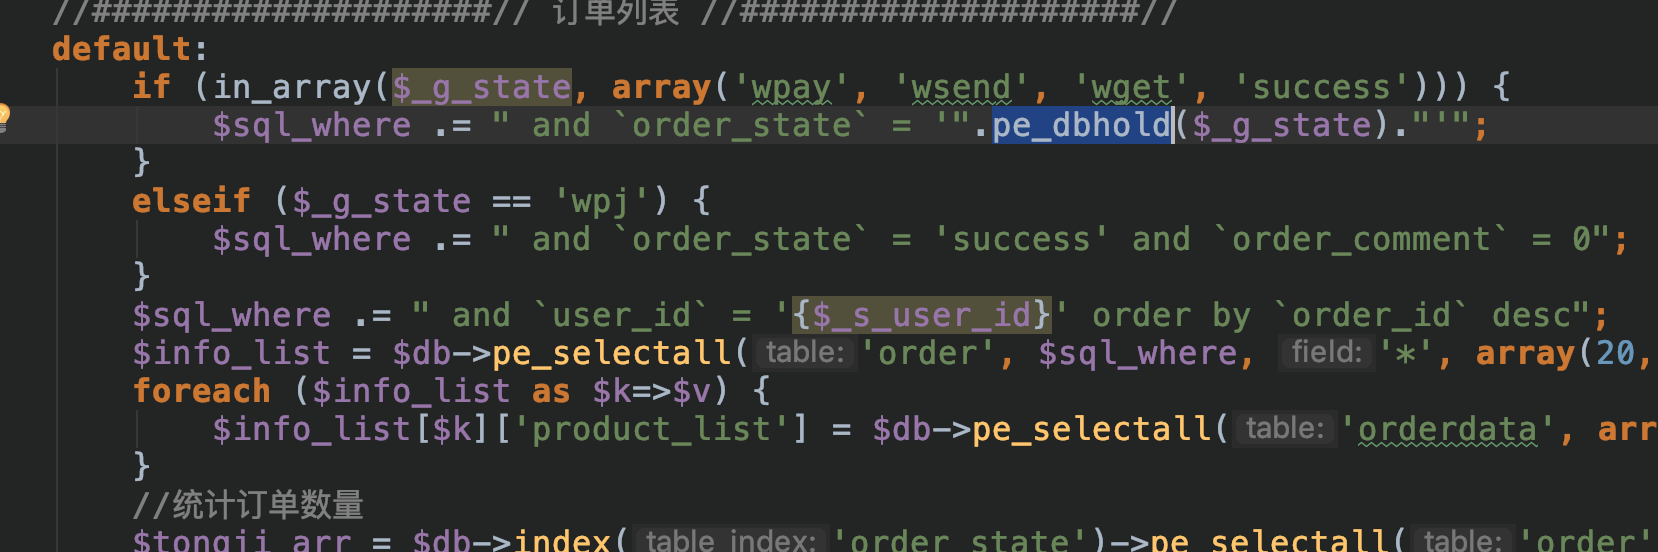 //####################// 订单列表 //####################//
default:
if (in_array($_g_state, array('wpay', 'wsend', 'wget', 'success'))) {
$sql_where .= " and `order_state` = '".pe_dbhold($_g_state)."'";
}
elseif ($_g_state == 'wpj') {
$sql_where .= " and `order_state` = 'success' and `order_comment` = 0";
}
$sql_where .= " and `user_id` = '{$_s_user_id}' order by `order_id` desc";
$info_list = $db->pe_selectall( table: 'order', $sql_where, field: '*', array(20,
foreach ($info_list as $k=>$v) {
$info_list[$k]['product_list'] = $db->pe_selectall( table: 'orderdata', arr
}
//统计订单数量
$tongji_arr = $db->index( table_index: 'order_state')->pe_selectall( table: 'order'